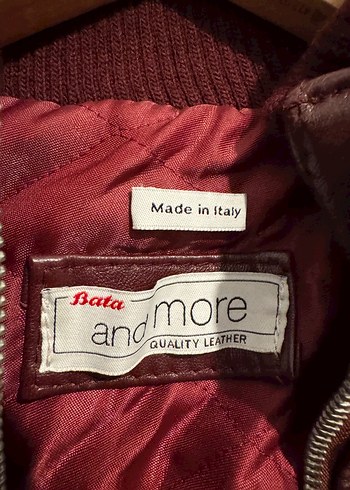 Made in Italy
Bata
and more
QUALITY LEATHER